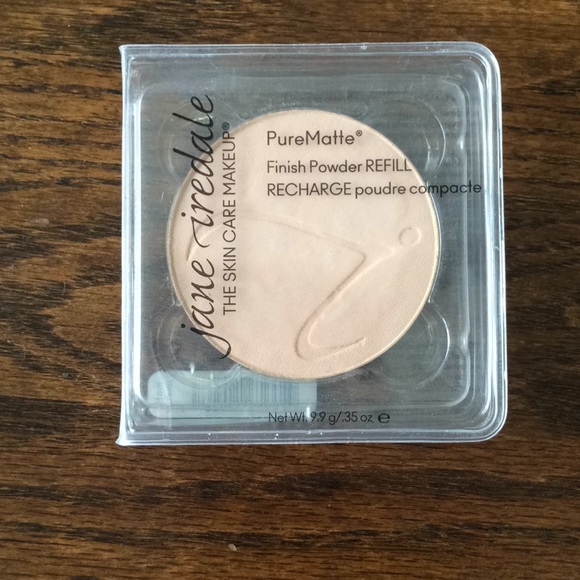 jane iredale
THE SKIN CARE MAKEUP®
PureMatte®
Finish Powder REFILL
RECHARGE poudre compacte
Net Wt. 9.9 g/.35 oz e